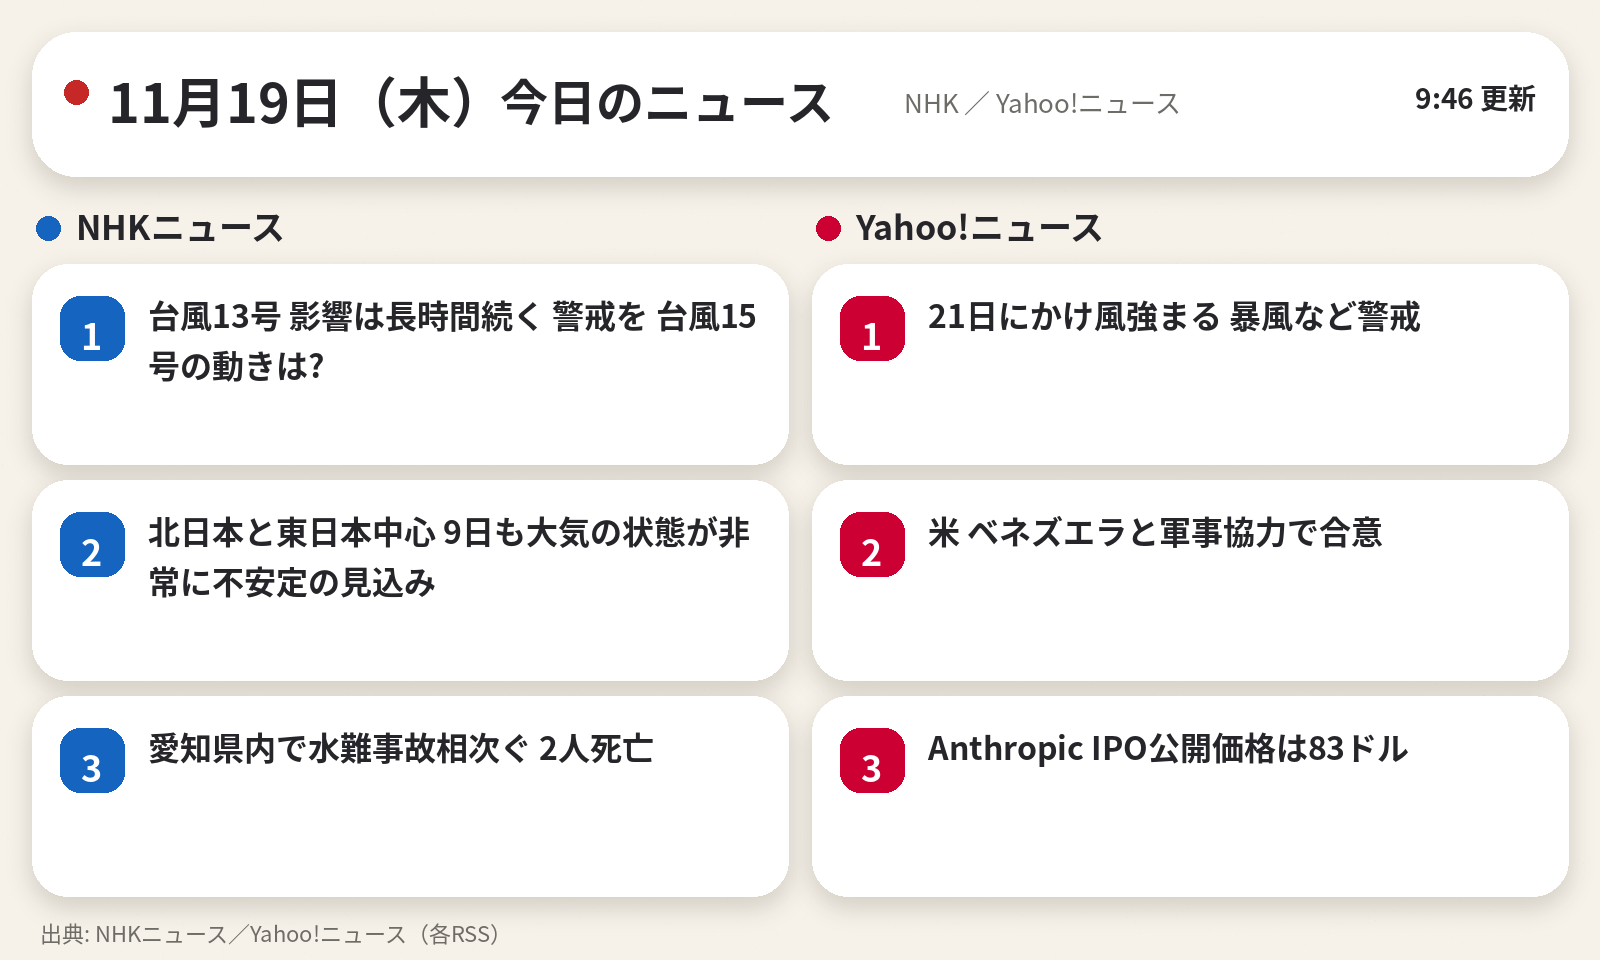 11月19日（木）今日のニュース
NHK ／ Yahoo!ニュース
9:46 更新
NHKニュース
1
台風13号 影響は長時間続く 警戒を 台風15
号の動きは?
2
北日本と東日本中心 9日も大気の状態が非
常に不安定の見込み
3
愛知県内で水難事故相次ぐ 2人死亡
Yahoo!ニュース
1
21日にかけ風強まる 暴風など警戒
2
米 ベネズエラと軍事協力で合意
3
Anthropic IPO公開価格は83ドル
出典: NHKニュース／Yahoo!ニュース（各RSS）